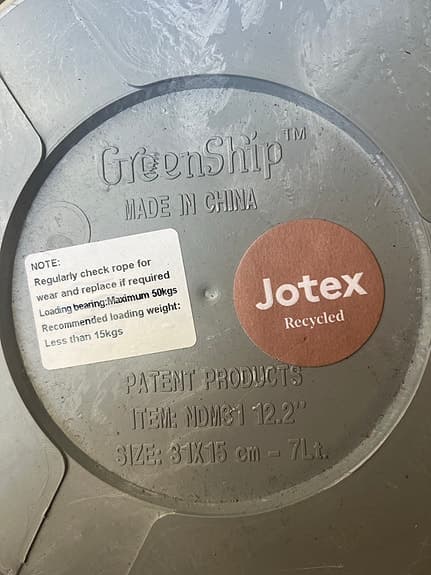 GreenShip™
MADE IN CHINA
NOTE:
Regularly check rope for
wear and replace if required
Loading bearing:Maximum 50kgs
Recommended loading weight:
Less than 15kgs
Jotex
Recycled
PATENT PRODUCTS
ITEM: NDM31 12.2"
SIZE: 31X15 cm - 7Lt.